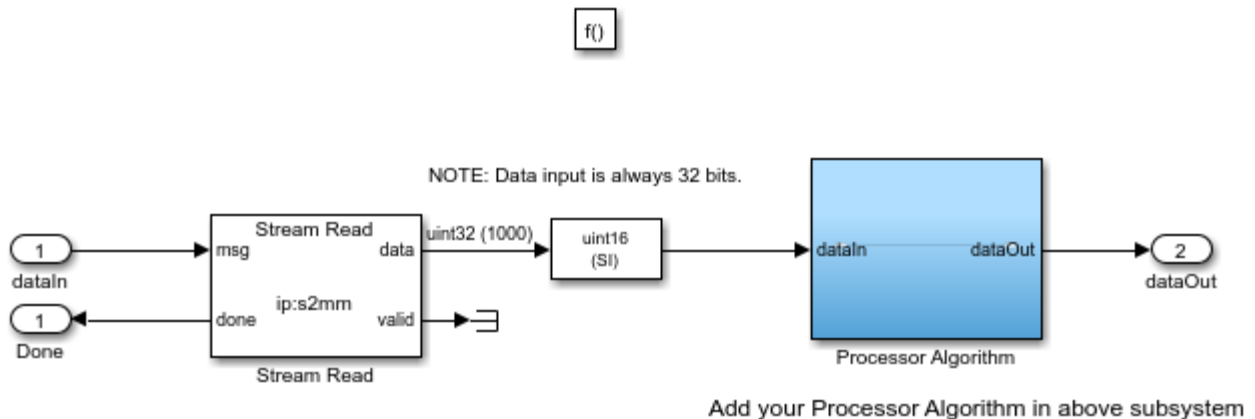 f()
NOTE: Data input is always 32 bits.
1
dataIn
1
Done
Stream Read
msg
data
ip:s2mm
done
valid
Stream Read
uint32 (1000)
uint16
(SI)
dataIn
dataOut
Processor Algorithm
2
dataOut
Add your Processor Algorithm in above subsystem